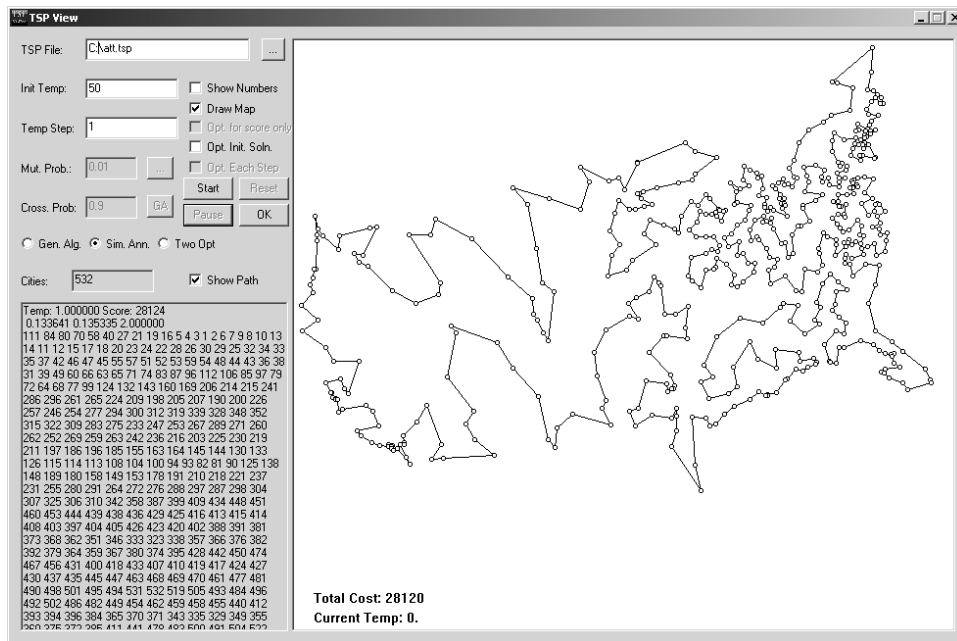 TSP View
TSP File:
C:\att.tsp
...
Init Temp:
50
Show Numbers
Draw Map
Temp Step:
1
Opt. for score only
Opt. Init. Soln.
Mut. Prob.:
0.01
...
Opt. Each Step
Start
Reset
Cross. Prob:
0.9
GA
Pause
OK
Gen. Alg.
Sim. Ann.
Two Opt
Cities:
532
Show Path
Temp: 1.000000 Score: 28124
0.133641 0.135335 2.000000
111 84 80 70 58 40 27 21 19 16 5 4 3 1 2 6 7 9 8 10 13
14 11 12 15 17 18 20 23 24 22 28 26 30 29 25 32 34 33
35 37 42 46 47 45 55 57 51 52 53 59 54 48 44 43 36 38
31 39 49 60 66 63 65 71 74 83 87 96 112 106 85 97 79
72 64 68 77 99 124 132 143 160 169 206 214 215 241
286 296 261 265 224 209 198 205 207 190 200 226
257 246 254 277 294 300 312 319 339 328 348 352
315 322 309 283 275 233 247 253 267 289 271 260
262 252 269 259 263 242 236 216 203 225 230 219
211 197 186 196 185 155 163 164 145 144 130 133
126 115 114 113 108 104 100 94 93 82 81 90 125 138
148 189 180 158 149 153 178 191 210 218 221 237
231 255 280 291 264 272 276 288 297 287 298 304
307 325 306 310 342 358 387 399 409 434 448 451
460 453 444 439 438 436 429 425 416 413 415 414
408 403 397 404 405 426 423 420 402 388 391 381
373 368 362 351 346 333 323 338 357 366 376 382
392 379 364 359 367 380 374 395 428 442 450 474
467 456 431 400 418 433 407 410 419 417 424 427
430 437 435 445 447 463 468 469 470 461 477 481
490 498 501 495 494 531 532 519 505 493 484 496
492 502 486 482 449 454 462 459 458 455 440 412
393 394 396 384 365 370 371 343 335 329 349 355
Total Cost: 28120
Current Temp: 0.